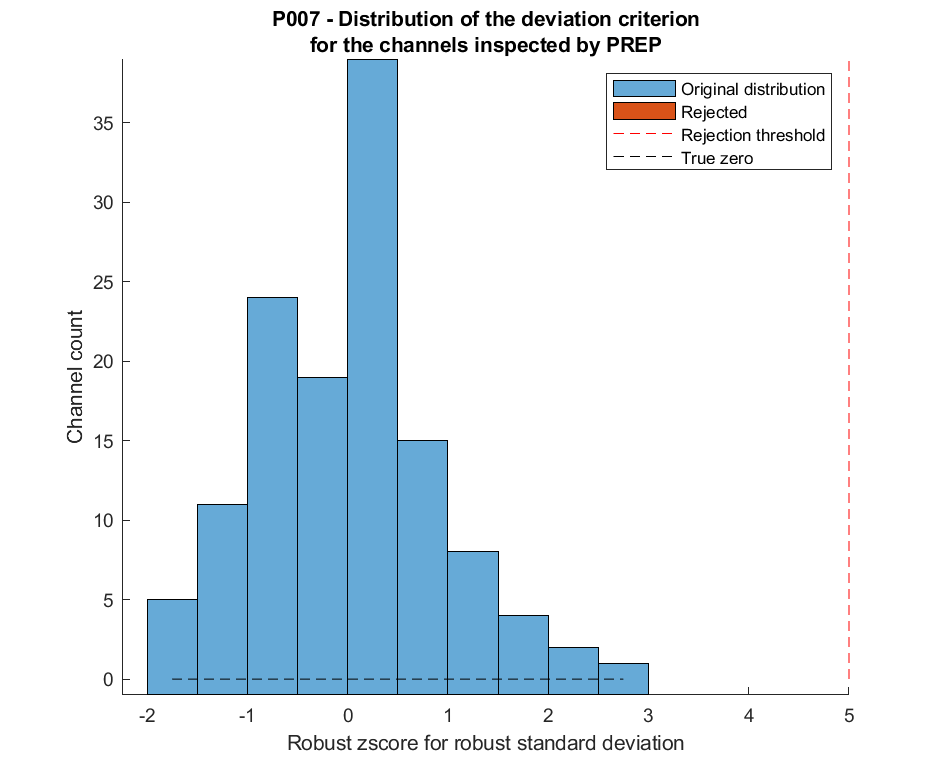 P007 - Distribution of the deviation criterion
for the channels inspected by PREP
Original distribution
Rejected
Rejection threshold
True zero
Channel count
35
30
25
20
15
10
5
0
-2 -1 0 1 2 3 4 5
Robust zscore for robust standard deviation